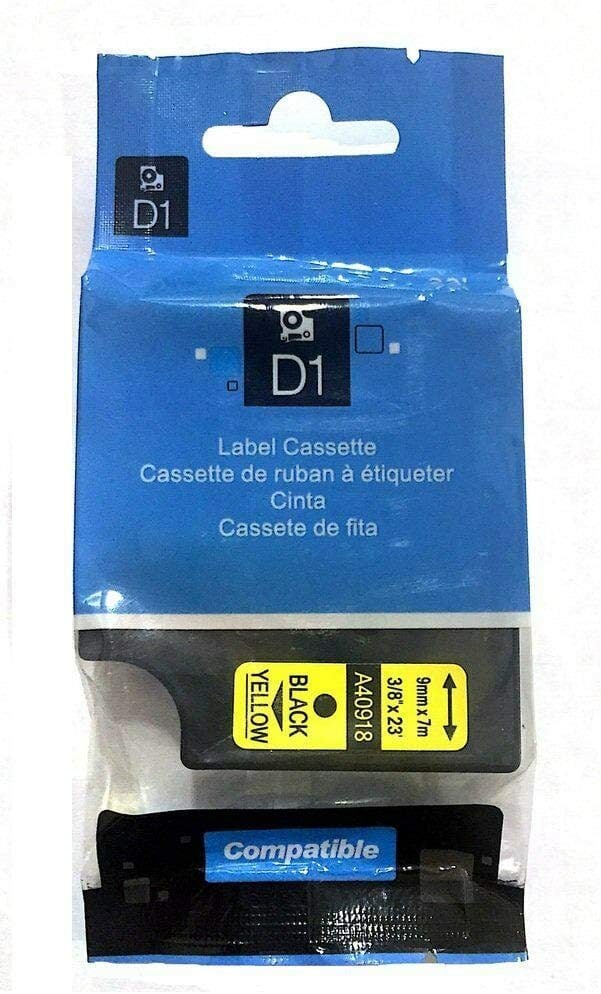 D1
D1
Label Cassette
Cassette de ruban à étiqueter
Cinta
Cassete de fita
9mm x 7m
3/8" x 23'
A40918
BLACK
YELLOW
Compatible